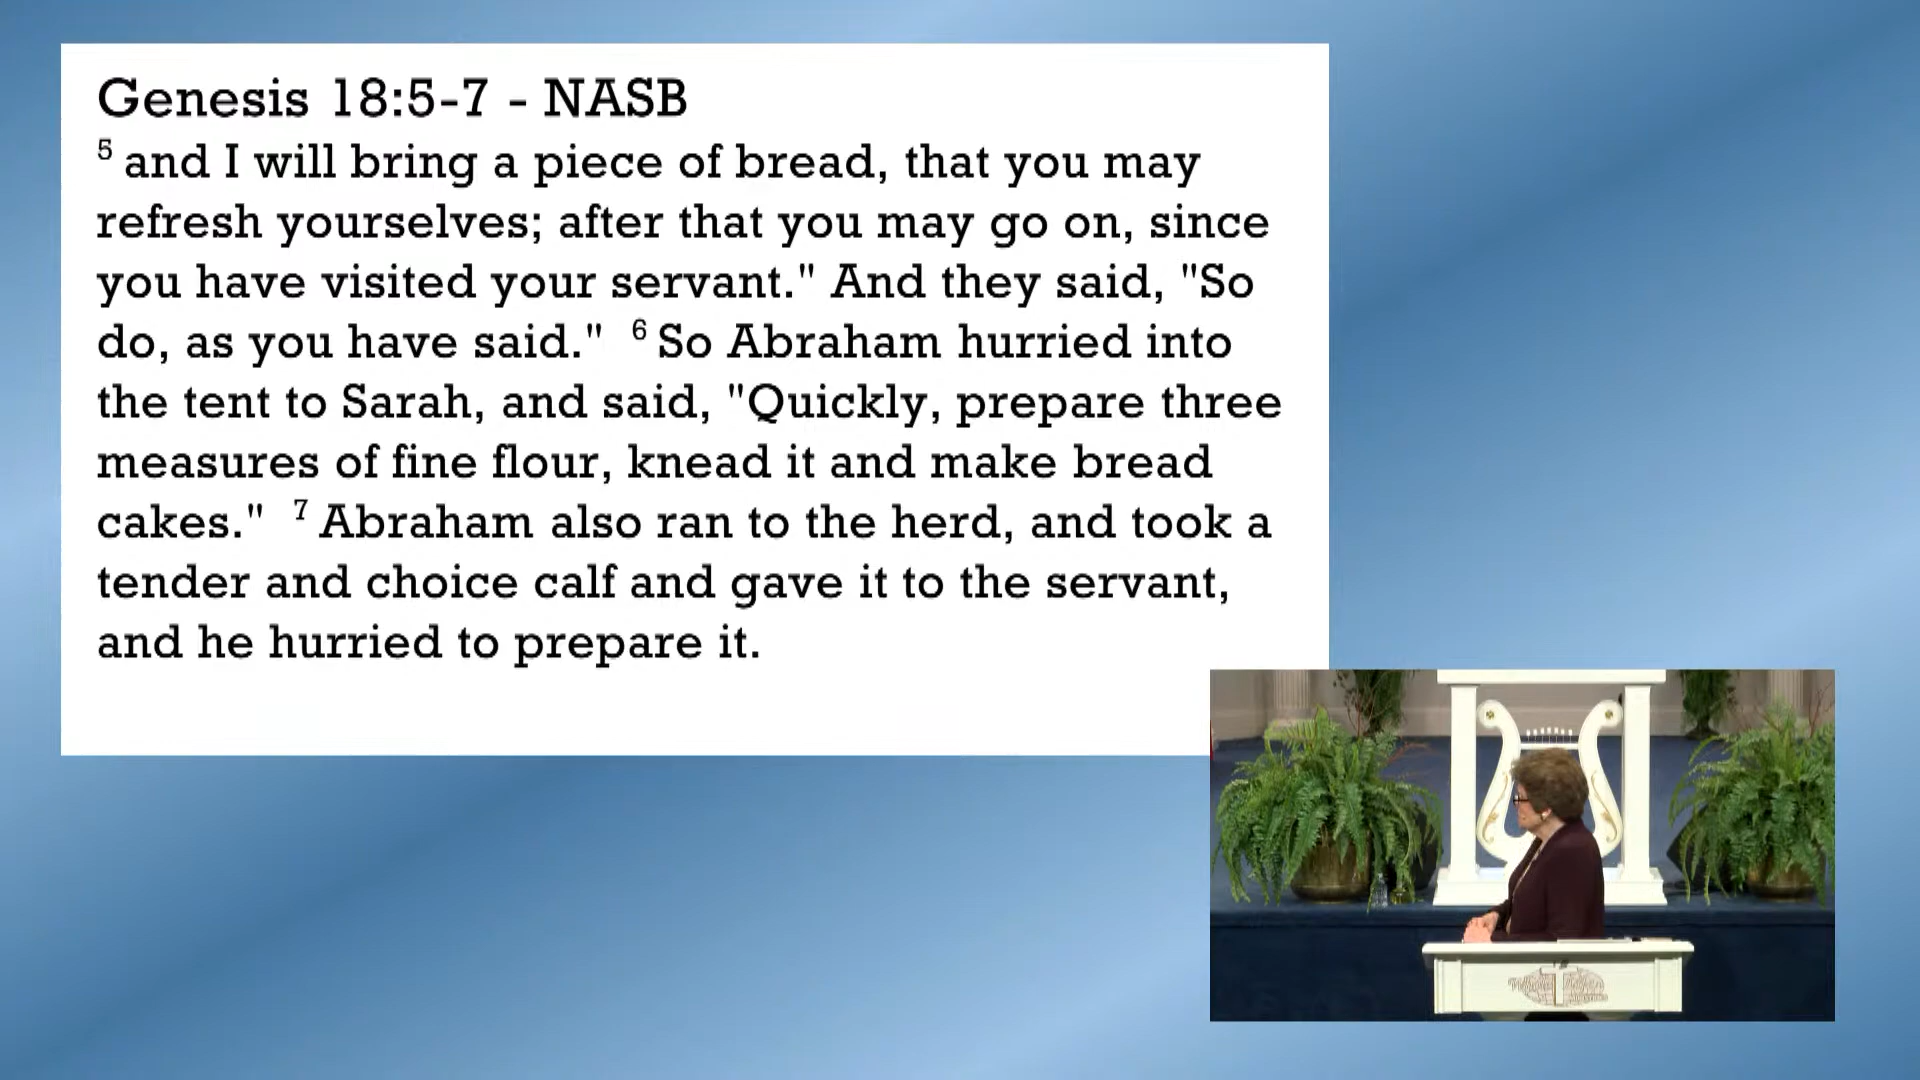 Genesis 18:5-7 - NASB
5 and I will bring a piece of bread, that you may
refresh yourselves; after that you may go on, since
you have visited your servant." And they said, "So
do, as you have said." 6 So Abraham hurried into
the tent to Sarah, and said, "Quickly, prepare three
measures of fine flour, knead it and make bread
cakes." 7 Abraham also ran to the herd, and took a
tender and choice calf and gave it to the servant,
and he hurried to prepare it.